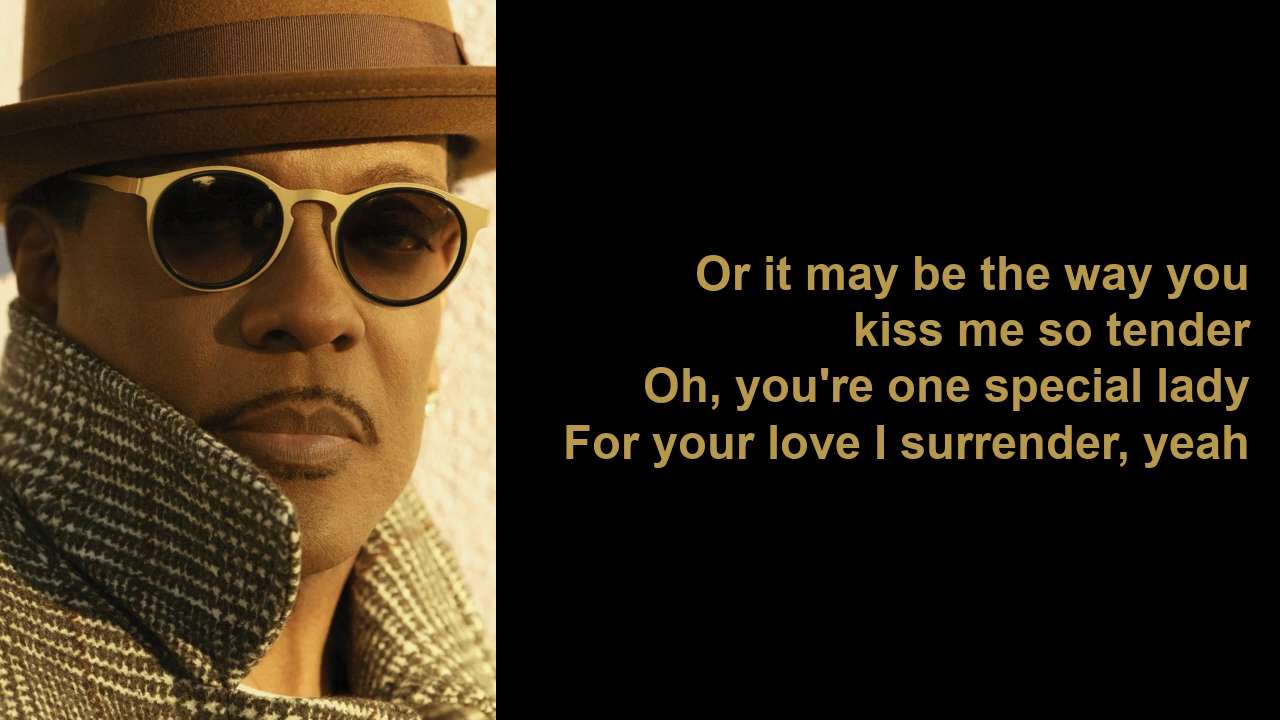 Or it may be the way you
kiss me so tender
Oh, you're one special lady
For your love I surrender, yeah